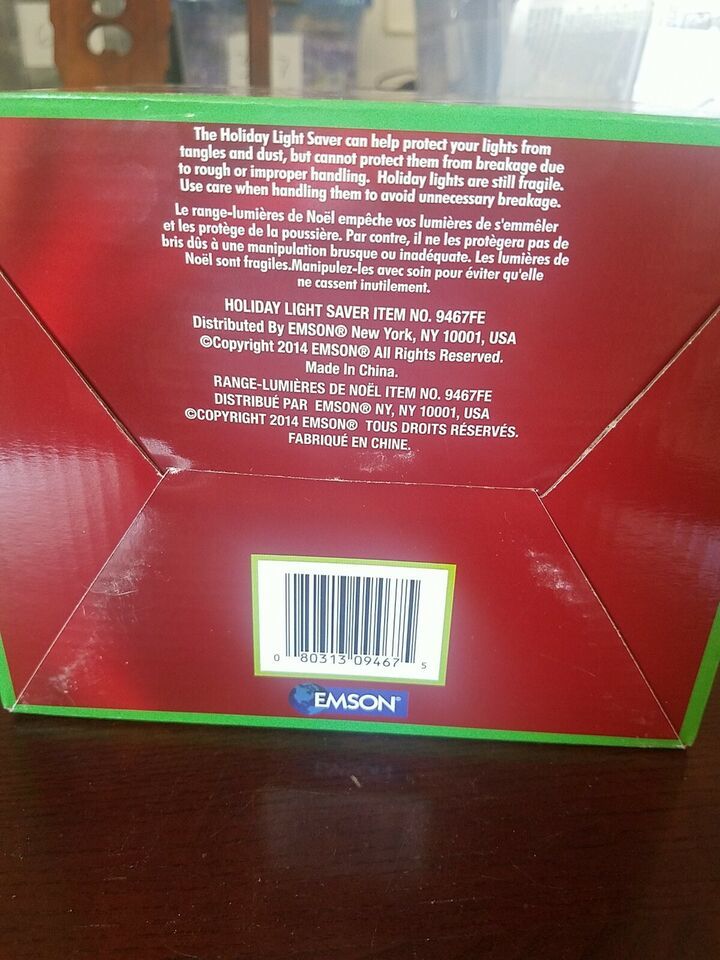 The Holiday Light Saver can help protect your lights from
tangles and dust, but cannot protect them from breakage due
to rough or improper handling. Holiday lights are still fragile.
Use care when handling them to avoid unnecessary breakage.
Le range-lumières de Noël empêche vos lumières de s'emmêler
et les protège de la poussière. Par contre, il ne les protègera pas de
bris dûs à une manipulation brusque ou inadéquate. Les lumières de
Noël sont fragiles.Manipulez-les avec soin pour éviter qu'elle
ne cassent inutilement.
HOLIDAY LIGHT SAVER ITEM NO. 9467FE
Distributed By EMSON® New York, NY 10001, USA
©Copyright 2014 EMSON® All Rights Reserved.
Made In China.
RANGE-LUMIÈRES DE NOËL ITEM NO. 9467FE
DISTRIBUÉ PAR EMSON® NY, NY 10001, USA
©COPYRIGHT 2014 EMSON® TOUS DROITS RÉSERVÉS.
FABRIQUÉ EN CHINE.
0 80313 09467 5
EMSON®